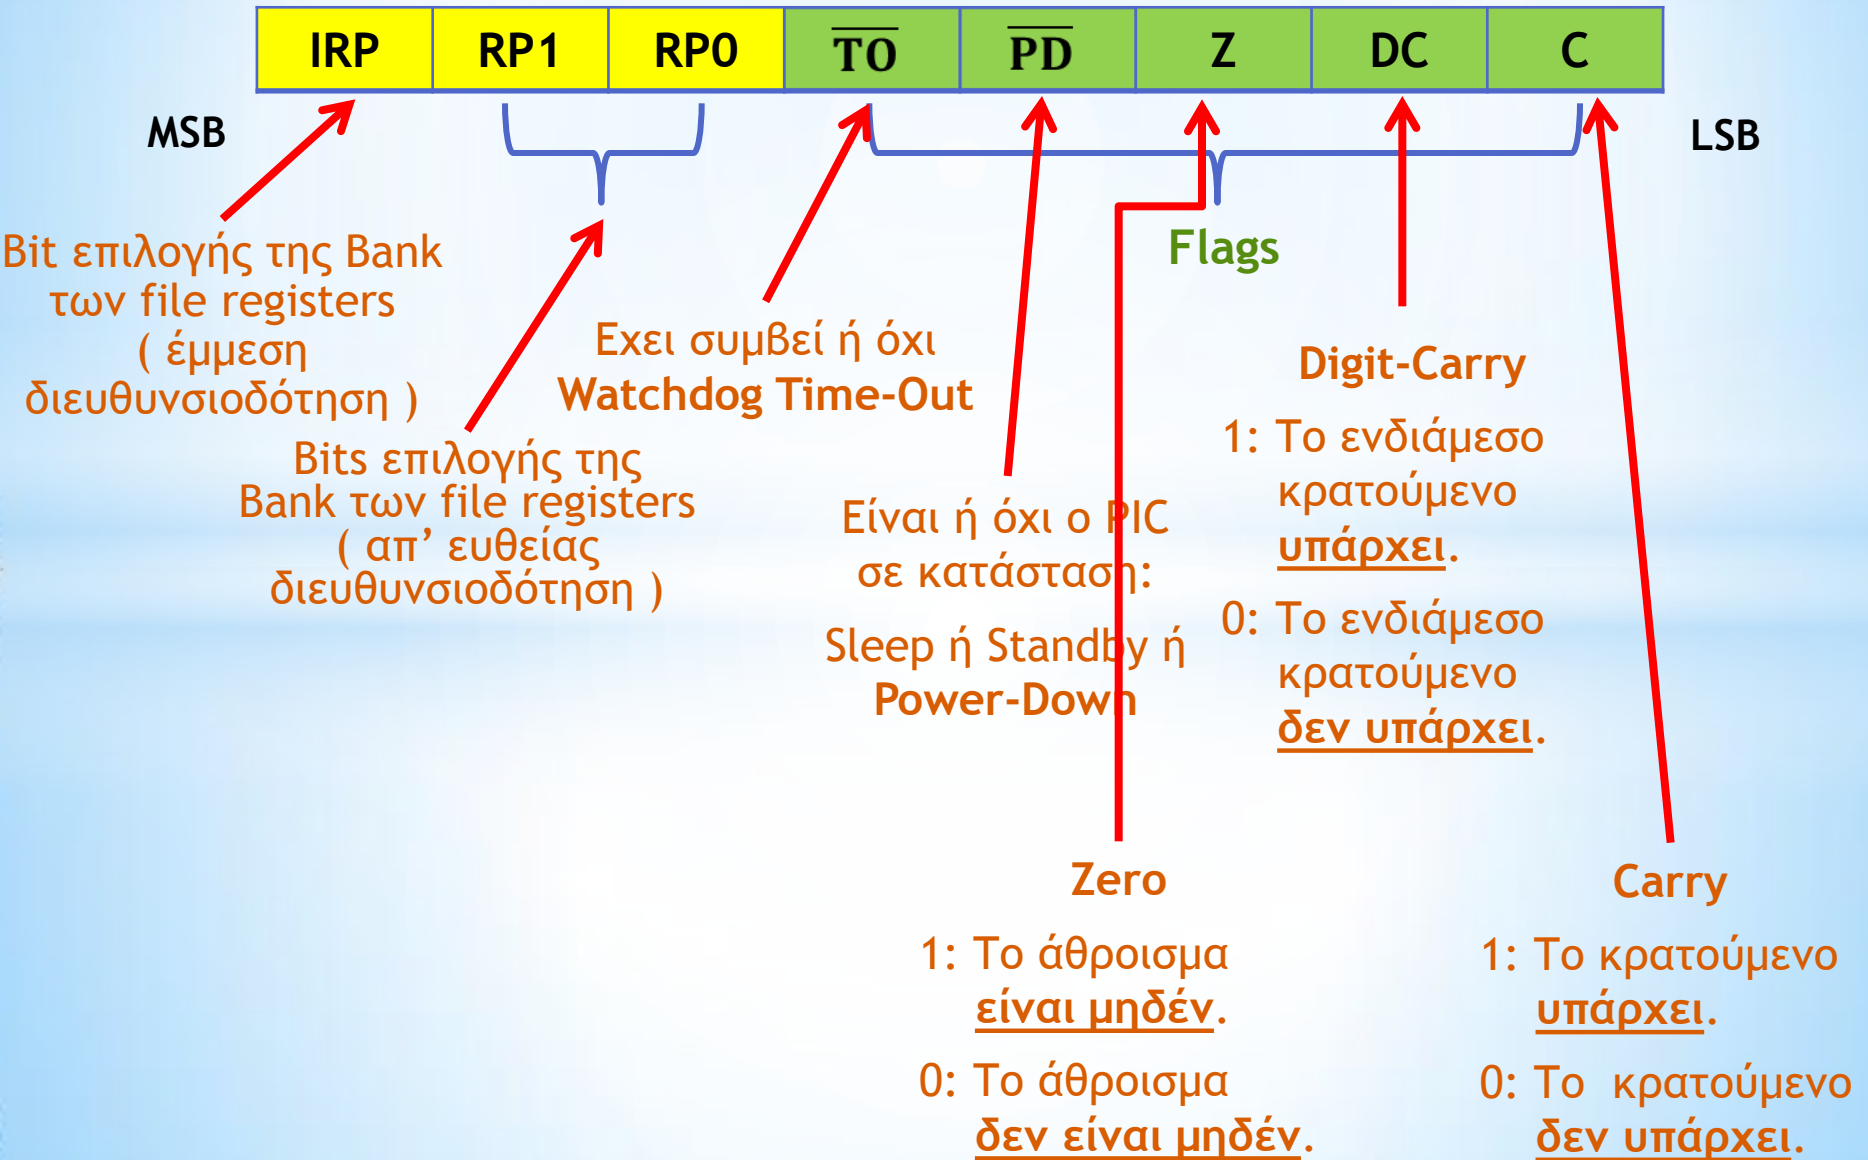 IRP RP1 RP0 T̅O̅ P̅D̅ Z DC C
MSB
LSB
Bit επιλογής της Bank
των file registers
( έμμεση
διευθυνσιοδότηση )
Bits επιλογής της
Bank των file registers
( απ’ ευθείας
διευθυνσιοδότηση )
Εχει συμβεί ή όχι
Watchdog Time-Out
Flags
Είναι ή όχι ο PIC
σε κατάσταση:
Sleep ή Standby ή
Power-Down
Digit-Carry
1: Το ενδιάμεσο
κρατούμενο
υπάρχει.
0: Το ενδιάμεσο
κρατούμενο
δεν υπάρχει.
Zero
1: Το άθροισμα
είναι μηδέν.
0: Το άθροισμα
δεν είναι μηδέν.
Carry
1: Το κρατούμενο
υπάρχει.
0: Το κρατούμενο
δεν υπάρχει.